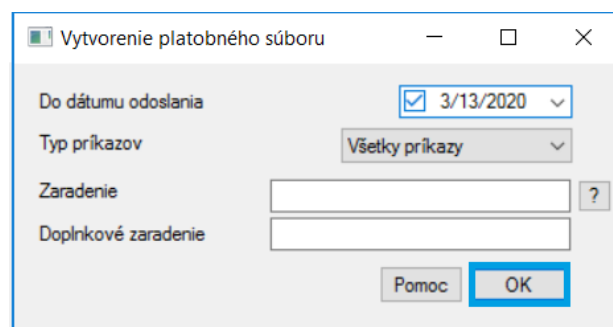 Vytvorenie platobného súboru
Do dátumu odoslania 3/13/2020
Typ príkazov Všetky príkazy
Zaradenie ?
Doplnkové zaradenie
Pomoc OK